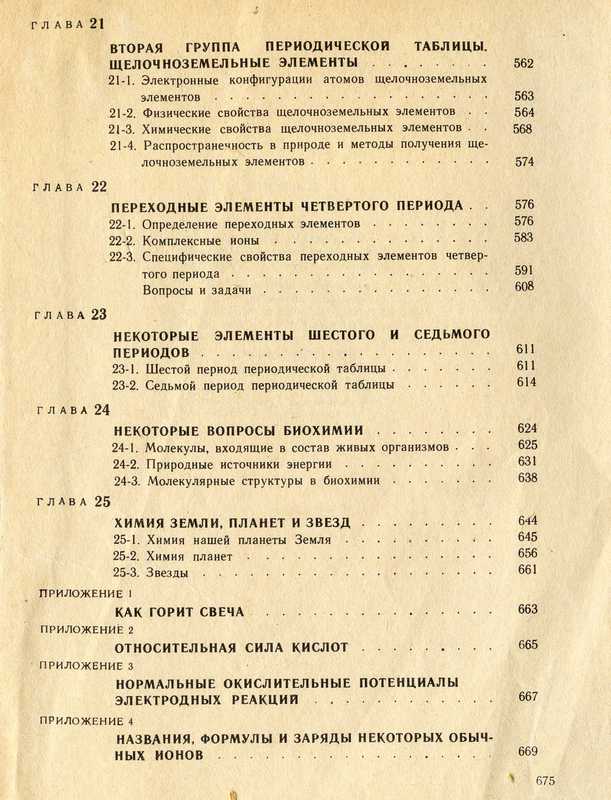 ГЛАВА 21
ВТОРАЯ ГРУППА ПЕРИОДИЧЕСКОЙ ТАБЛИЦЫ.
ЩЕЛОЧНОЗЕМЕЛЬНЫЕ ЭЛЕМЕНТЫ . . . . . . . . 562
21-1. Электронные конфигурации атомов щелочноземельных
элементов . . . . . . . . . . . . . . . . . . 563
21-2. Физические свойства щелочноземельных элементов . . 564
21-3. Химические свойства щелочноземельных элементов . . 568
21-4. Распространенность в природе и методы получения ще-
лочноземельных элементов . . . . . . . . . . . . 574
ГЛАВА 22
ПЕРЕХОДНЫЕ ЭЛЕМЕНТЫ ЧЕТВЕРТОГО ПЕРИОДА . . 576
22-1. Определение переходных элементов . . . . . . . . 576
22-2. Комплексные ионы . . . . . . . . . . . . . . 583
22-3. Специфические свойства переходных элементов четвер-
того периода . . . . . . . . . . . . . . . . . 591
Вопросы и задачи . . . . . . . . . . . . . . . 608
ГЛАВА 23
НЕКОТОРЫЕ ЭЛЕМЕНТЫ ШЕСТОГО И СЕДЬМОГО
ПЕРИОДОВ . . . . . . . . . . . . . . . . . . . 611
23-1. Шестой период периодической таблицы . . . . . . . 611
23-2. Седьмой период периодической таблицы . . . . . . 614
ГЛАВА 24
НЕКОТОРЫЕ ВОПРОСЫ БИОХИМИИ . . . . . . . . 624
24-1. Молекулы, входящие в состав живых организмов . . . 625
24-2. Природные источники энергии . . . . . . . . . . 631
24-3. Молекулярные структуры в биохимии . . . . . . . 638
ГЛАВА 25
ХИМИЯ ЗЕМЛИ, ПЛАНЕТ И ЗВЕЗД . . . . . . . . . 644
25-1. Химия нашей планеты Земля . . . . . . . . . . 645
25-2. Химия планет . . . . . . . . . . . . . . . . . 656
25-3. Звезды . . . . . . . . . . . . . . . . . . . . 661
ПРИЛОЖЕНИЕ 1
КАК ГОРИТ СВЕЧА . . . . . . . . . . . . . . . 663
ПРИЛОЖЕНИЕ 2
ОТНОСИТЕЛЬНАЯ СИЛА КИСЛОТ . . . . . . . . . 665
ПРИЛОЖЕНИЕ 3
НОРМАЛЬНЫЕ ОКИСЛИТЕЛЬНЫЕ ПОТЕНЦИАЛЫ
ЭЛЕКТРОДНЫХ РЕАКЦИЙ . . . . . . . . . . . . 667
ПРИЛОЖЕНИЕ 4
НАЗВАНИЯ, ФОРМУЛЫ И ЗАРЯДЫ НЕКОТОРЫХ ОБЫЧ-
НЫХ ИОНОВ . . . . . . . . . . . . . . . . . . 669
675